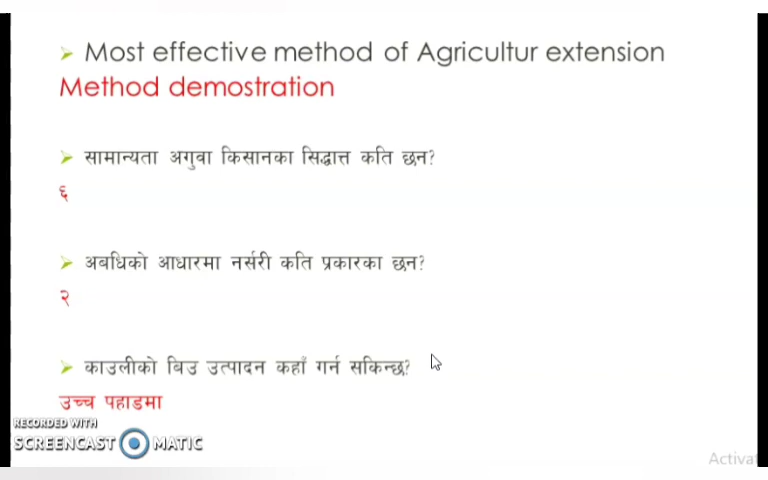 Most effective method of Agricultur extension
Method demostration
सामान्यता अगुवा किसानका सिद्धात्त कति छन?
६
अबधिको आधारमा नर्सरी कति प्रकारका छन?
२
काउलीको बिउ उत्पादन कहाँ गर्न सकिन्छ?
उच्च पहाडमा
RECORDED WITH
SCREENCAST MATIC
Activat